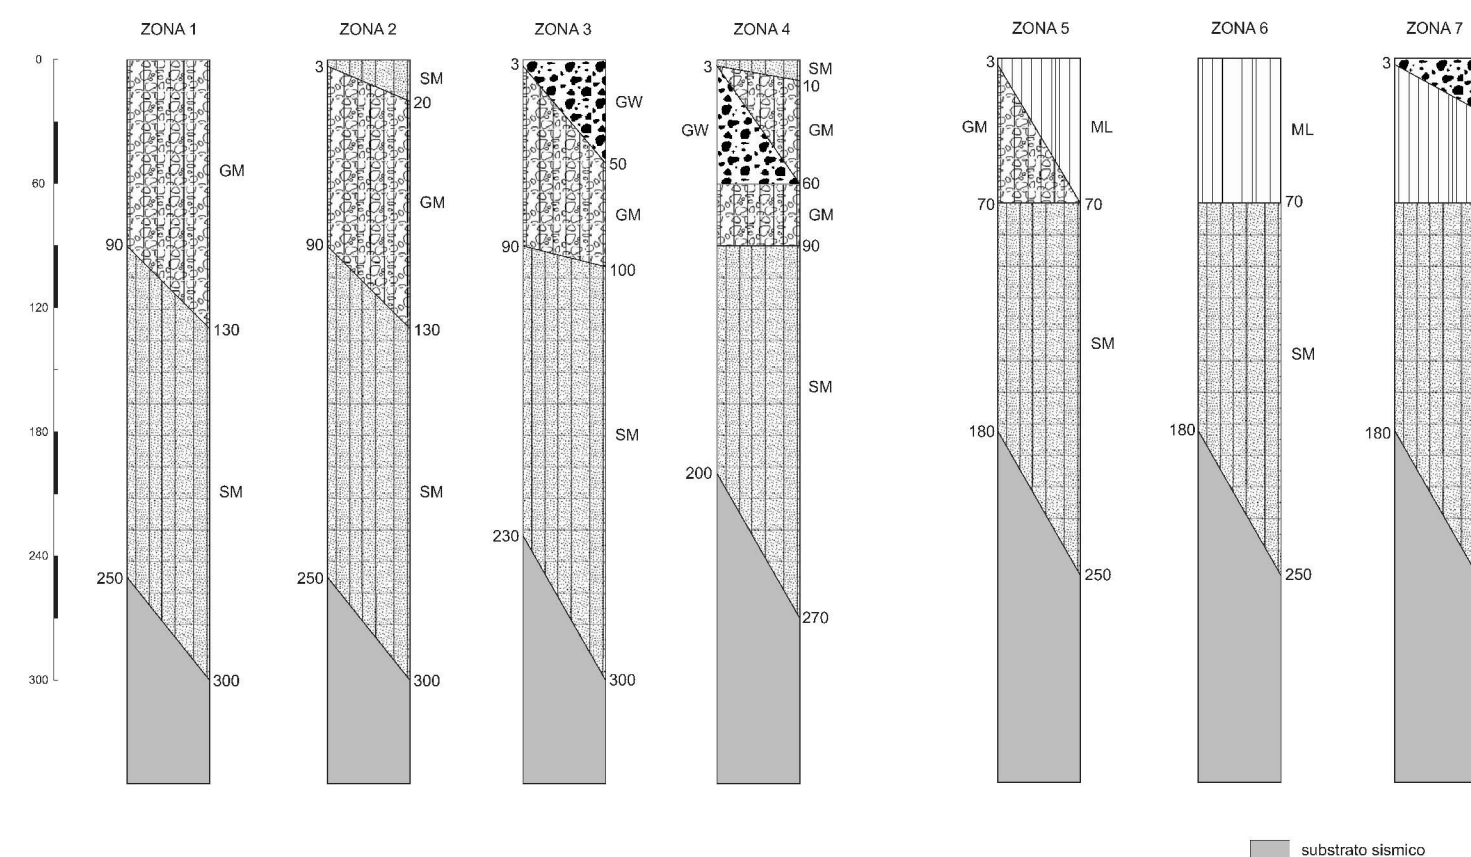 ZONA 1
ZONA 2
ZONA 3
ZONA 4
ZONA 5
ZONA 6
ZONA 7
0
60
120
180
240
300
90
GM
130
SM
250
300
3
SM
20
GM
90
130
SM
250
300
3
GW
50
GM
90
100
SM
230
300
3
SM
10
GW
GM
60
GM
90
SM
200
270
3
GM
ML
70
70
SM
180
250
ML
70
SM
180
250
3
180
substrato sismico